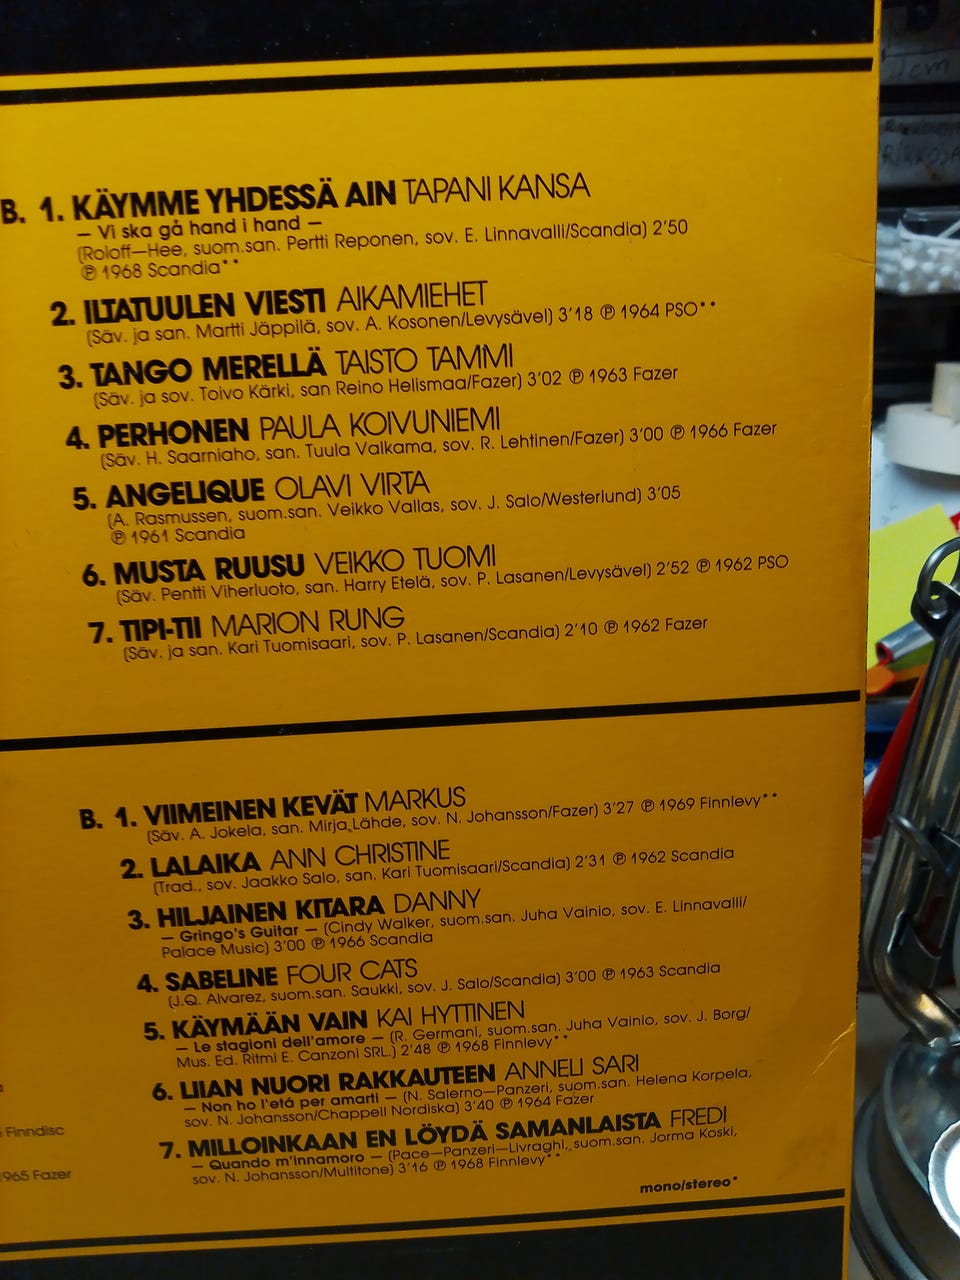 B. 1. KÄYMME YHDESSÄ AIN TAPANI KANSA
– Vi ska gå hand i hand –
(Roloff–Hee, suom.san. Pertti Reponen, sov. E. Linnavalli/Scandia) 2'50
℗ 1968 Scandia**
2. ILTATUULEN VIESTI AIKAMIEHET
(Säv. ja san. Martti Jäppilä, sov. A. Kosonen/Levysävel) 3'18 ℗ 1964 PSO**
3. TANGO MERELLÄ TAISTO TAMMI
(Säv. ja sov. Toivo Kärki, san Reino Helismaa/Fazer) 3'02 ℗ 1963 Fazer
4. PERHONEN PAULA KOIVUNIEMI
(Säv. H. Saarniaho, san. Tuula Valkama, sov. R. Lehtinen/Fazer) 3'00 ℗ 1966 Fazer
5. ANGELIQUE OLAVI VIRTA
(A. Rasmussen, suom.san. Veikko Vallas, sov. J. Salo/Westerlund) 3'05
℗ 1961 Scandia
6. MUSTA RUUSU VEIKKO TUOMI
(Säv. Pentti Viherluoto, san. Harry Etelä, sov. P. Lasanen/Levysävel) 2'52 ℗ 1962 PSO
7. TIPI-TII MARION RUNG
(Säv. ja san. Kari Tuomisaari, sov. P. Lasanen/Scandia) 2'10 ℗ 1962 Fazer
B. 1. VIIMEINEN KEVÄT MARKUS
(Säv. A. Jokela, san. Mirja Lähde, sov. N. Johansson/Fazer) 3'27 ℗ 1969 Finnlevy**
2. LALAIKA ANN CHRISTINE
(Trad., sov. Jaakko Salo, san. Kari Tuomisaari/Scandia) 2'31 ℗ 1962 Scandia
3. HILJAINEN KITARA DANNY
– Gringo's Guitar – (Cindy Walker, suom.san. Juha Vainio, sov. E. Linnavalli/
Palace Music) 3'00 ℗ 1966 Scandia
4. SABELINE FOUR CATS
(J.Q. Alvarez, suom.san. Saukki, sov. J. Salo/Scandia) 3'00 ℗ 1963 Scandia
5. KÄYMÄÄN VAIN KAI HYTTINEN
– Le stagioni dell'amore – (R. Germani, suom.san. Juha Vainio, sov. J. Borg/
Mus. Ed. Ritmi E. Canzoni SRL.) 2'48 ℗ 1968 Finnlevy**
6. LIIAN NUORI RAKKAUTEEN ANNELI SARI
– Non ho l'etá per amarti – (N. Salerno–Panzeri, suom.san. Helena Korpela,
sov. N. Johansson/Chappell Nordiska) 3'40 ℗ 1964 Fazer
7. MILLOINKAAN EN LÖYDÄ SAMANLAISTA FREDI
– Quando m'innamoro – (Pace–Panzeri–Livraghi, suom.san. Jorma Koski,
sov. N. Johansson/Multitone) 3'16 ℗ 1968 Finnlevy**
Finndisc
1965 Fazer
mono/stereo*